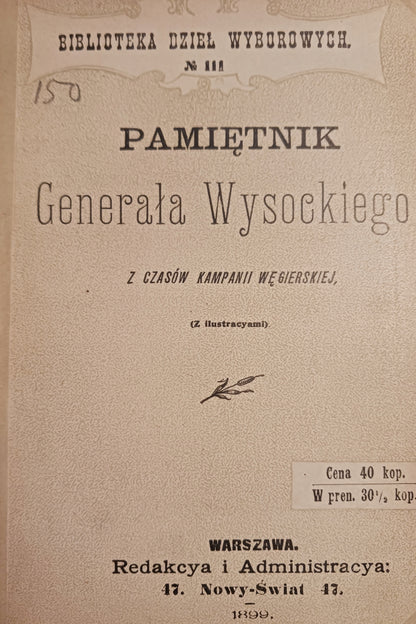 BIBLIOTEKA DZIEŁ WYBOROWYCH.
№ 111
150
PAMIĘTNIK
Generała Wysockiego
Z CZASÓW KAMPANII WĘGIERSKIEJ,
(Z ilustracyami)
Cena 40 kop.
W pren. 30¹/₂ kop.
WARSZAWA.
Redakcya i Administracya:
47. Nowy-Świat 47.
1899.